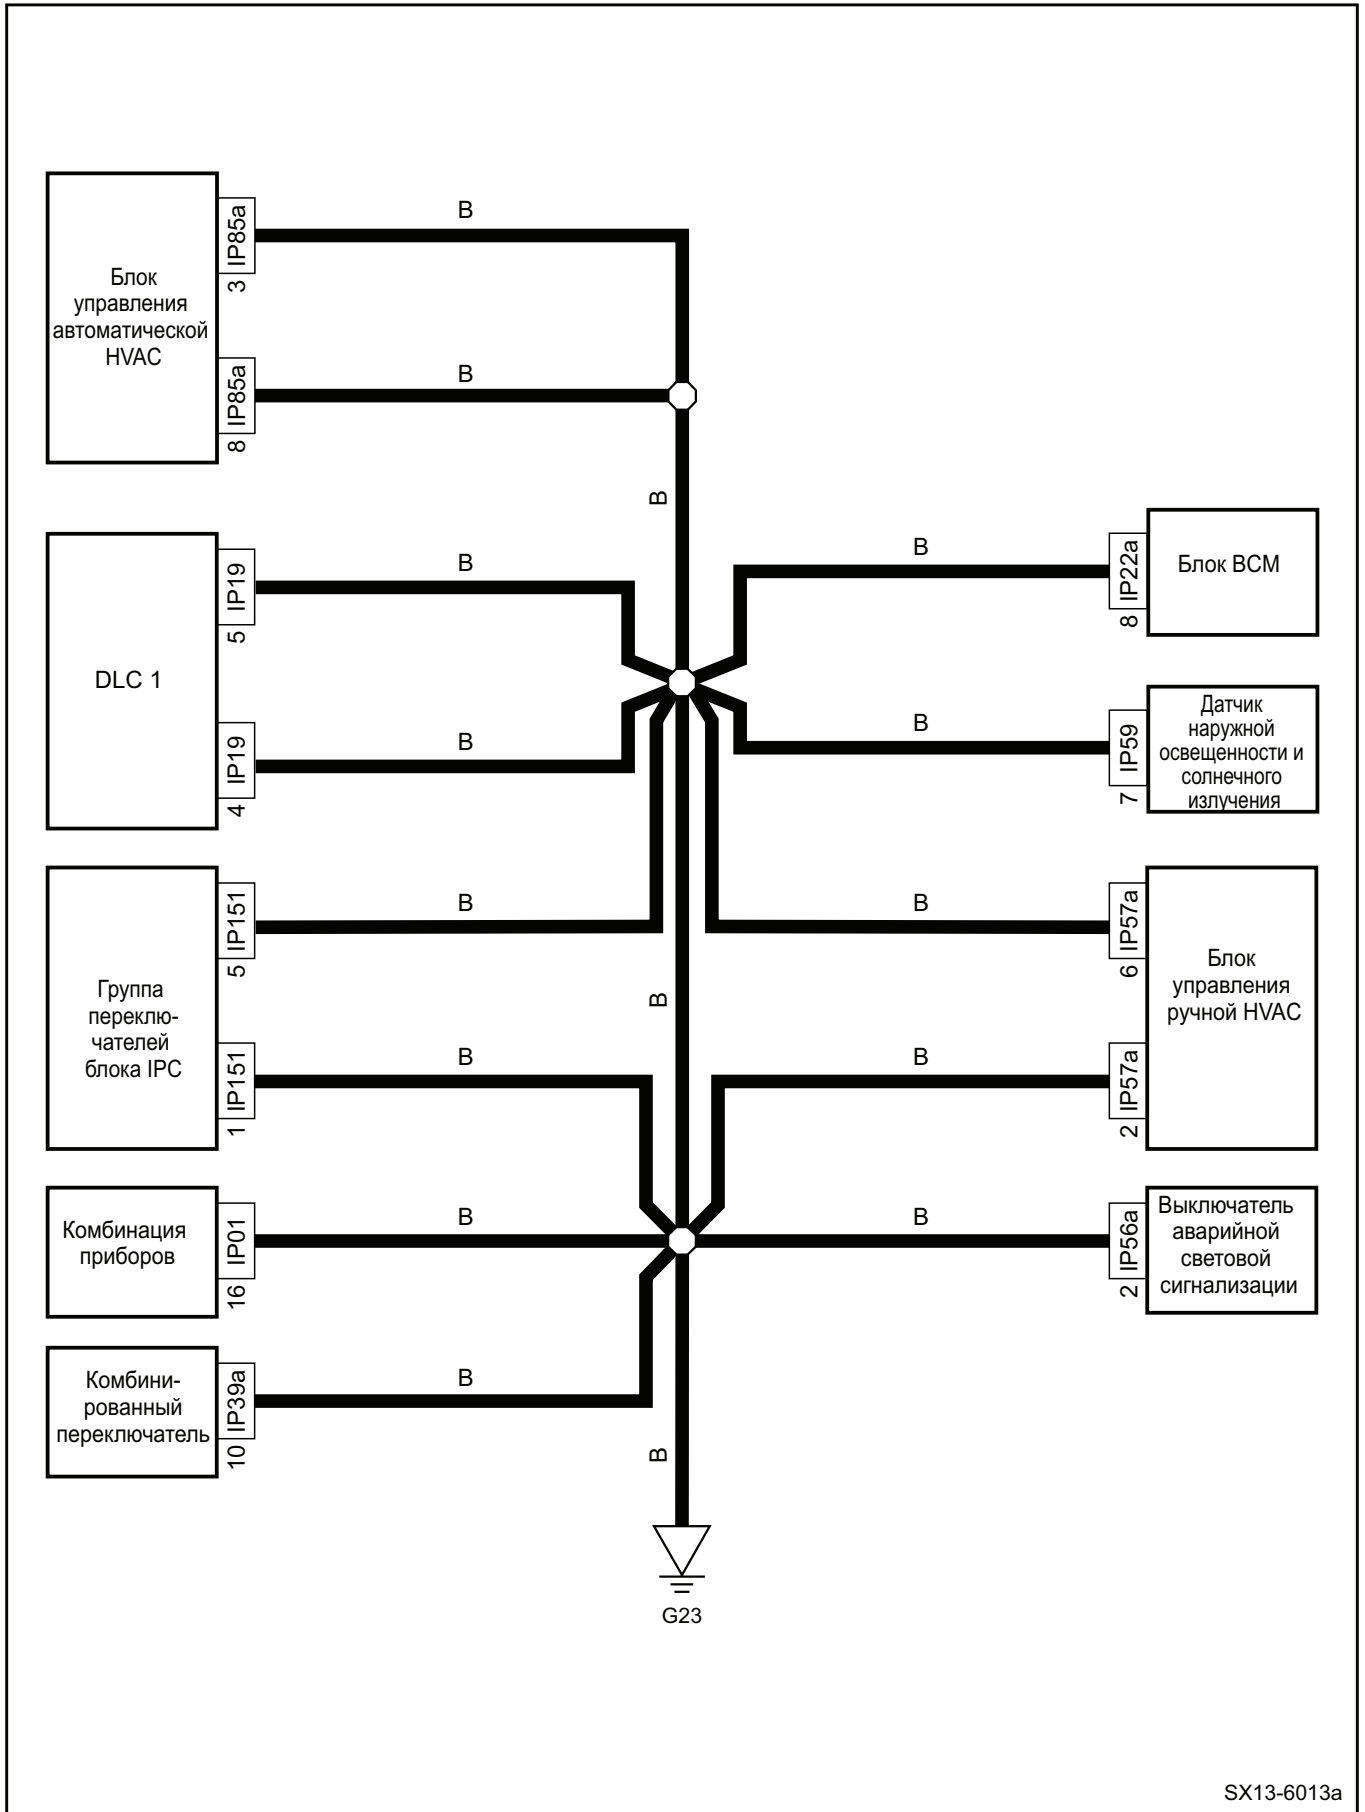 Блок
управления
автоматической
HVAC
IP85a
3
B
IP85a
8
B
B
DLC 1
IP19
5
B
IP19
4
B
Группа
переклю-
чателей
блока IPC
IP151
5
B
IP151
1
B
B
Комбинация
приборов
IP01
16
B
Комбини-
рованный
переключатель
IP39a
10
B
B
G23
B
IP22a
8
Блок BCM
B
IP59
7
Датчик
наружной
освещенности и
солнечного
излучения
B
IP57a
6
B
IP57a
2
Блок
управления
ручной HVAC
B
IP56a
2
Выключатель
аварийной
световой
сигнализации
SX13-6013a